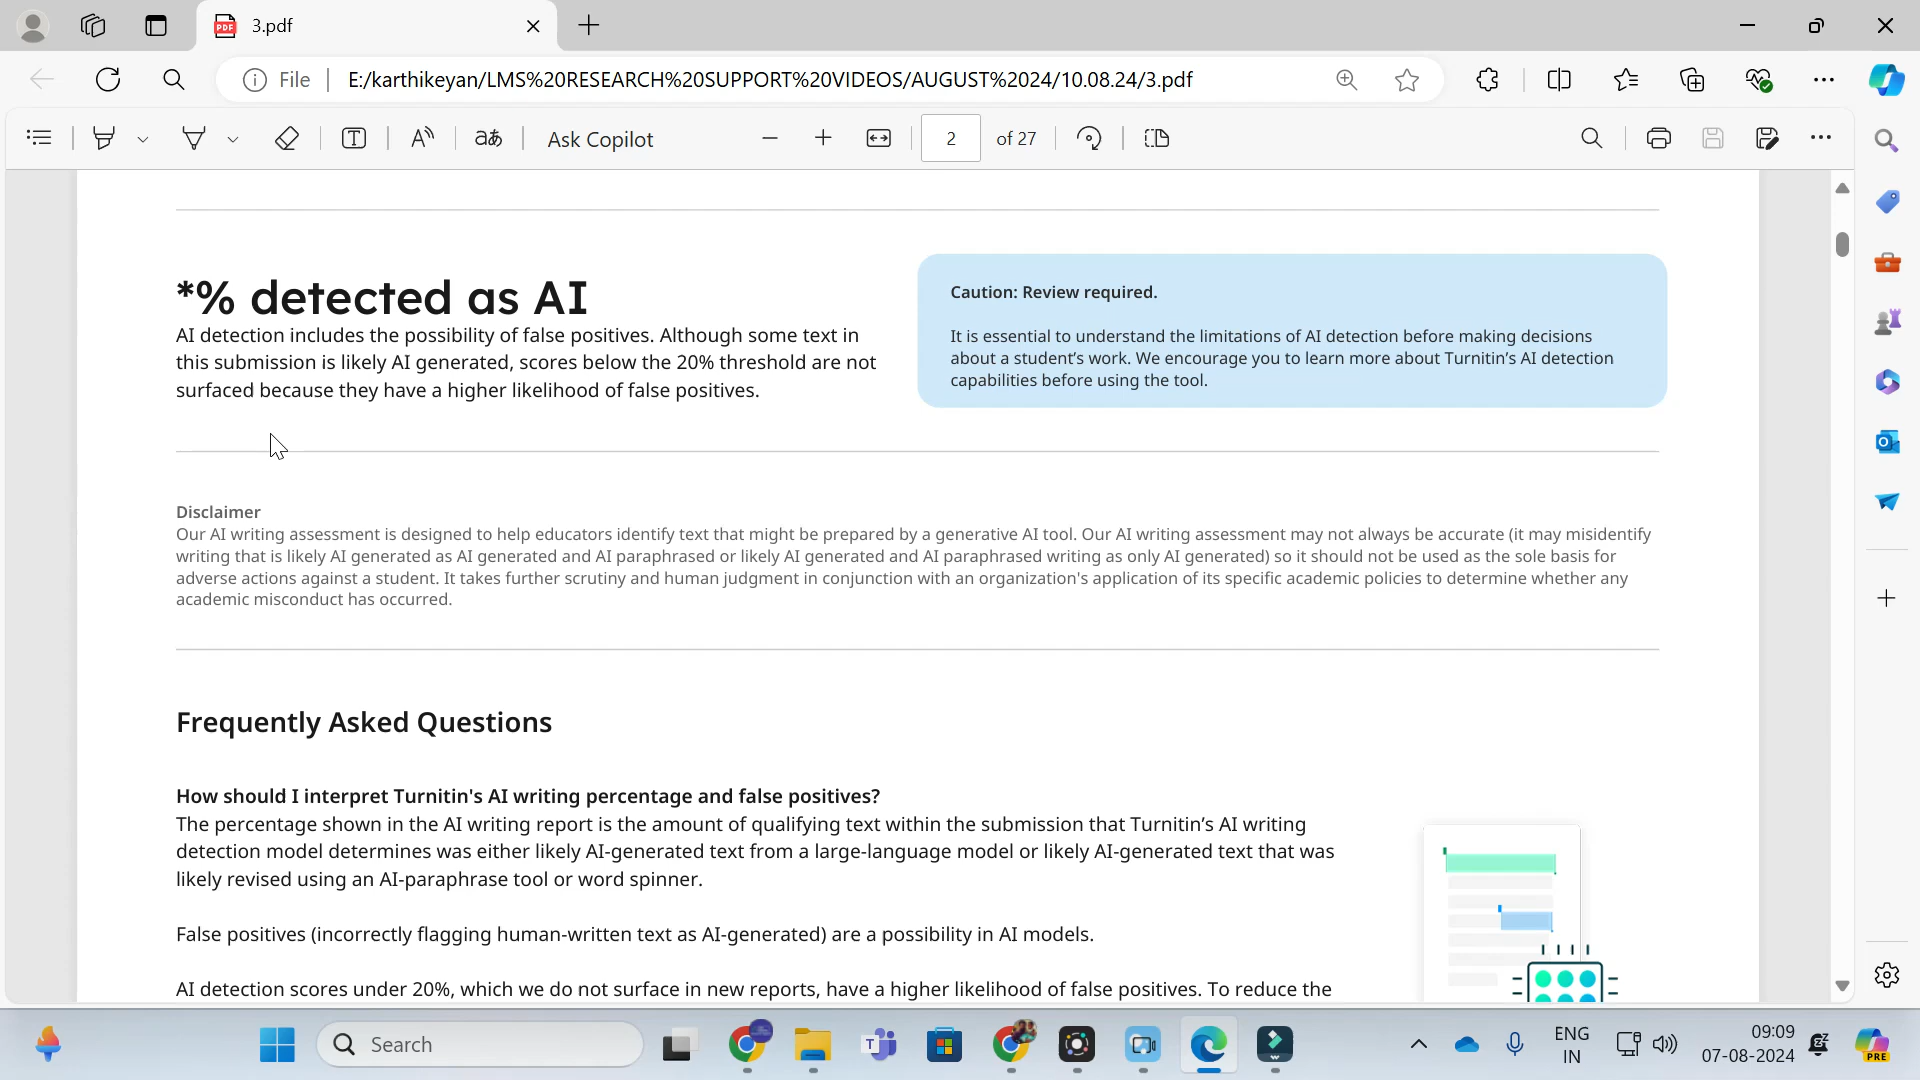 3.pdf
File
E:/karthikeyan/LMS%20RESEARCH%20SUPPORT%20VIDEOS/AUGUST%2024/10.08.24/3.pdf
Ask Copilot
2
of 27
*% detected as AI
AI detection includes the possibility of false positives. Although some text in
this submission is likely AI generated, scores below the 20% threshold are not
surfaced because they have a higher likelihood of false positives.
Caution: Review required.
It is essential to understand the limitations of AI detection before making decisions
about a student's work. We encourage you to learn more about Turnitin's AI detection
capabilities before using the tool.
Disclaimer
Our AI writing assessment is designed to help educators identify text that might be prepared by a generative AI tool. Our AI writing assessment may not always be accurate (it may misidentify
writing that is likely AI generated as AI generated and AI paraphrased or likely AI generated and AI paraphrased writing as only AI generated) so it should not be used as the sole basis for
adverse actions against a student. It takes further scrutiny and human judgment in conjunction with an organization's application of its specific academic policies to determine whether any
academic misconduct has occurred.
Frequently Asked Questions
How should I interpret Turnitin's AI writing percentage and false positives?
The percentage shown in the AI writing report is the amount of qualifying text within the submission that Turnitin's AI writing
detection model determines was either likely AI-generated text from a large-language model or likely AI-generated text that was
likely revised using an AI-paraphrase tool or word spinner.
False positives (incorrectly flagging human-written text as AI-generated) are a possibility in AI models.
AI detection scores under 20%, which we do not surface in new reports, have a higher likelihood of false positives. To reduce the
Search
ENG
IN
09:09
07-08-2024
PRE